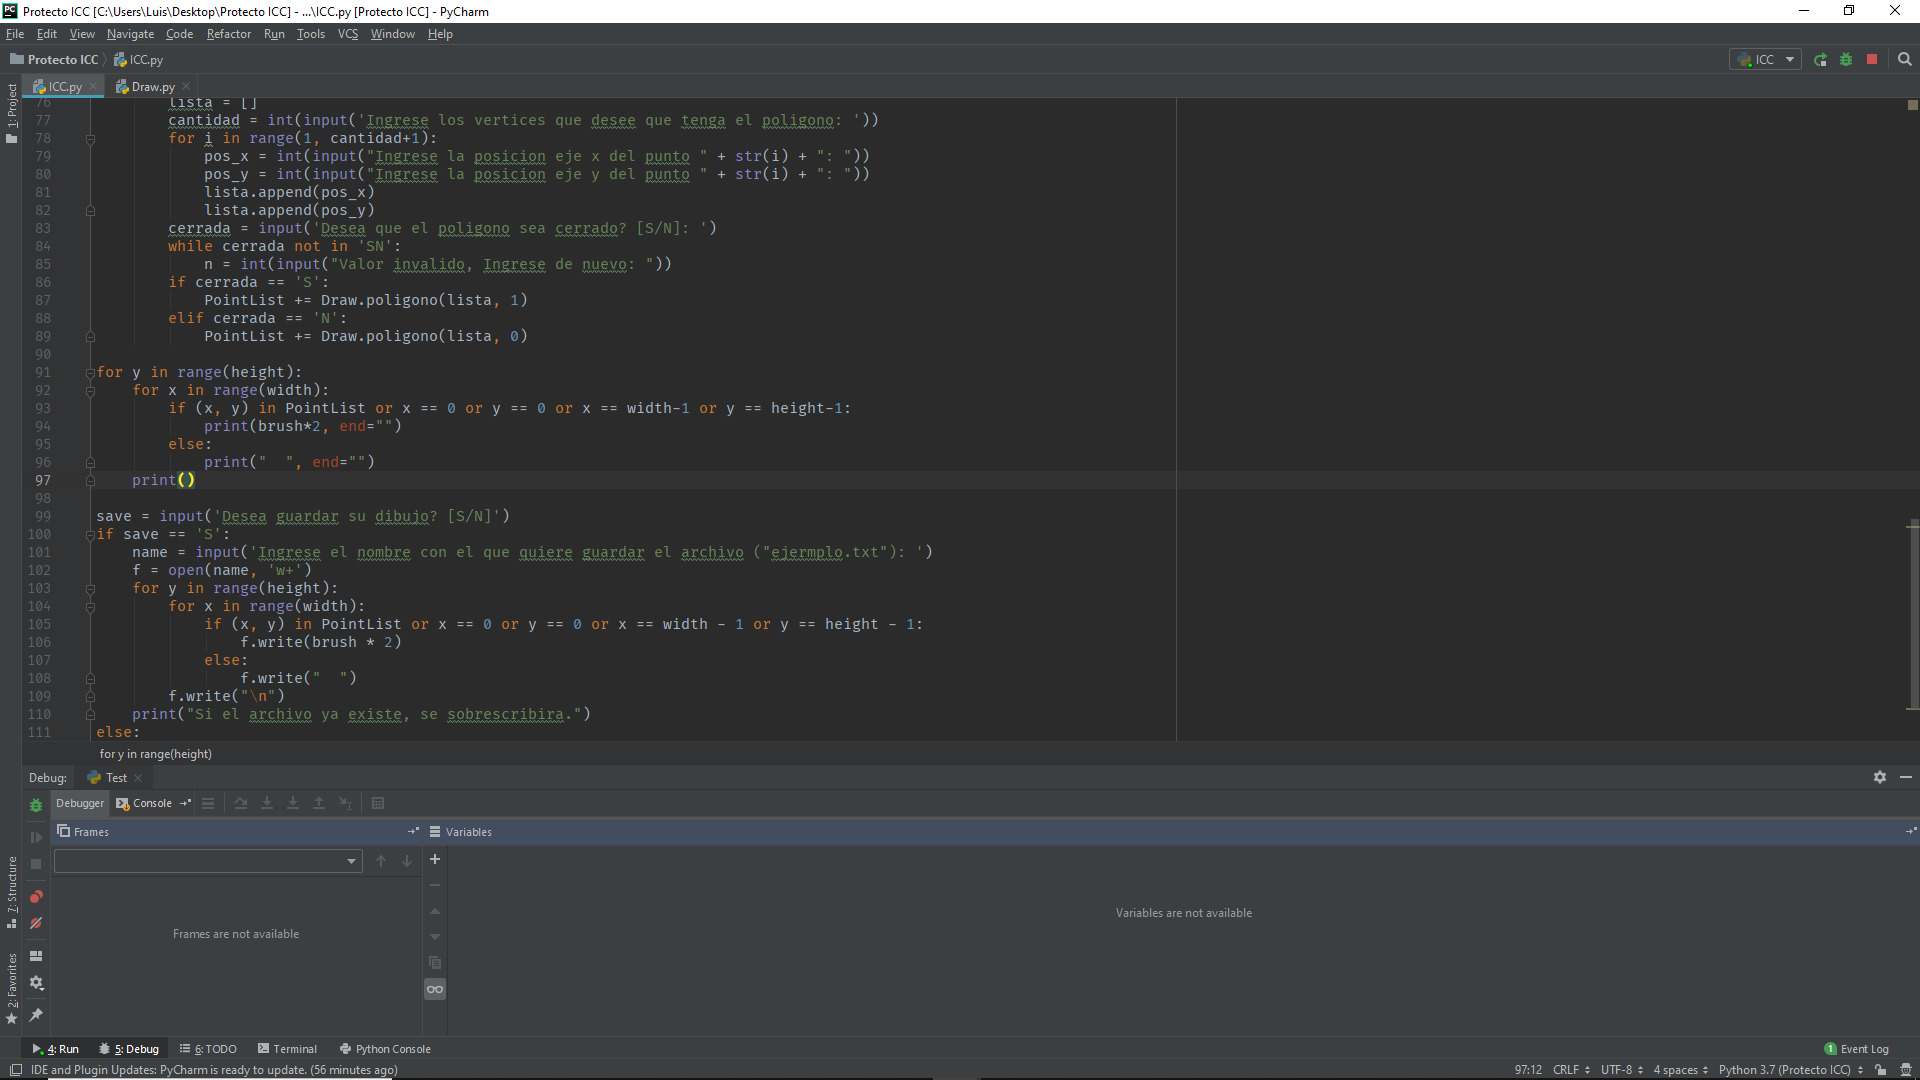 Protecto ICC [C:\Users\Luis\Desktop\Protecto ICC] - ...\ICC.py [Protecto ICC] - PyCharm
File Edit View Navigate Code Refactor Run Tools VCS Window Help
Protecto ICC ICC.py ICC
ICC.py Draw.py
76 lista = []
77 cantidad = int(input('Ingrese los vertices que desee que tenga el poligono: '))
78 for i in range(1, cantidad+1):
79 pos_x = int(input("Ingrese la posicion eje x del punto " + str(i) + ": "))
80 pos_y = int(input("Ingrese la posicion eje y del punto " + str(i) + ": "))
81 lista.append(pos_x)
82 lista.append(pos_y)
83 cerrada = input('Desea que el poligono sea cerrado? [S/N]: ')
84 while cerrada not in 'SN':
85 n = int(input("Valor invalido, Ingrese de nuevo: "))
86 if cerrada == 'S':
87 PointList += Draw.poligono(lista, 1)
88 elif cerrada == 'N':
89 PointList += Draw.poligono(lista, 0)
90
91 for y in range(height):
92 for x in range(width):
93 if (x, y) in PointList or x == 0 or y == 0 or x == width-1 or y == height-1:
94 print(brush*2, end="")
95 else:
96 print("  ", end="")
97 print()
98
99 save = input('Desea guardar su dibujo? [S/N]')
100 if save == 'S':
101 name = input('Ingrese el nombre con el que quiere guardar el archivo ("ejermplo.txt"): ')
102 f = open(name, 'w+')
103 for y in range(height):
104 for x in range(width):
105 if (x, y) in PointList or x == 0 or y == 0 or x == width - 1 or y == height - 1:
106 f.write(brush * 2)
107 else:
108 f.write("  ")
109 f.write("\n")
110 print("Si el archivo ya existe, se sobrescribira.")
111 else:
for y in range(height)
Debug: Test
Debugger Console
Frames Variables
Variables are not available
Frames are not available
1: Project
7: Structure
2: Favorites
4: Run 5: Debug 6: TODO Terminal Python Console 1 Event Log
IDE and Plugin Updates: PyCharm is ready to update. (56 minutes ago) 97:12 CRLF UTF-8 4 spaces Python 3.7 (Protecto ICC)